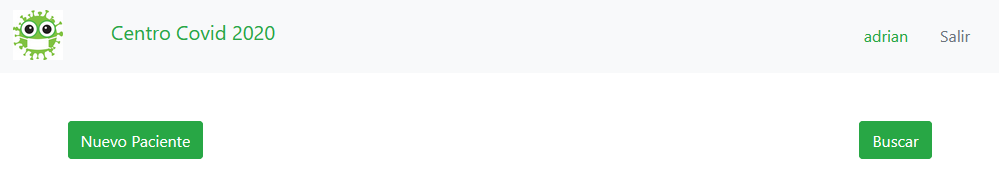 Centro Covid 2020
adrian
Salir
Nuevo Paciente
Buscar